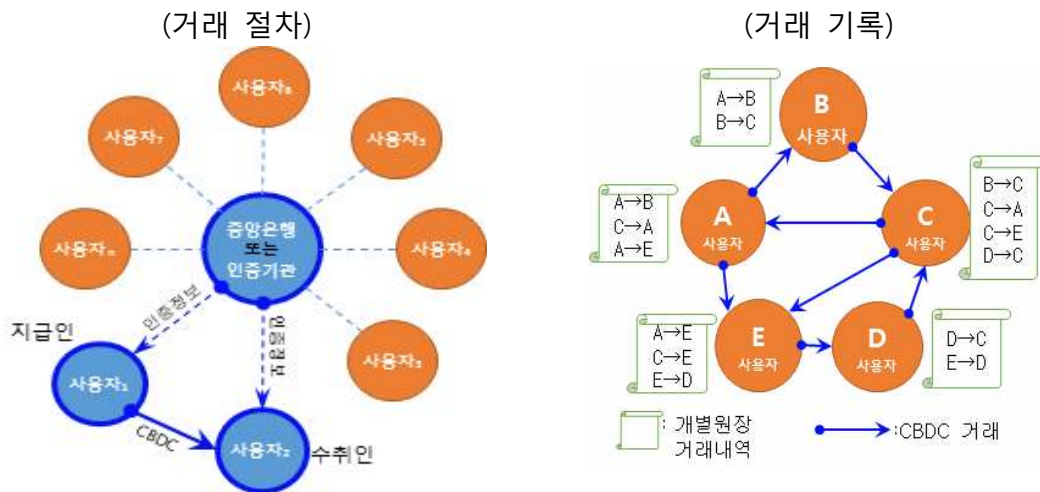 (거래 절차)
사용자₆
사용자₇
사용자₅
중앙은행
또는
인증기관
사용자ₙ
사용자₄
인증정보
인증정보
지급인
사용자₃
사용자₁
CBDC
사용자₂
수취인
(거래 기록)
A→B
B→C
B
사용자
A→B
C→A
A→E
A
사용자
C
사용자
B→C
C→A
C→E
D→C
A→E
C→E
E→D
E
사용자
D
사용자
D→C
E→D
: 개별원장
거래내역
:CBDC 거래